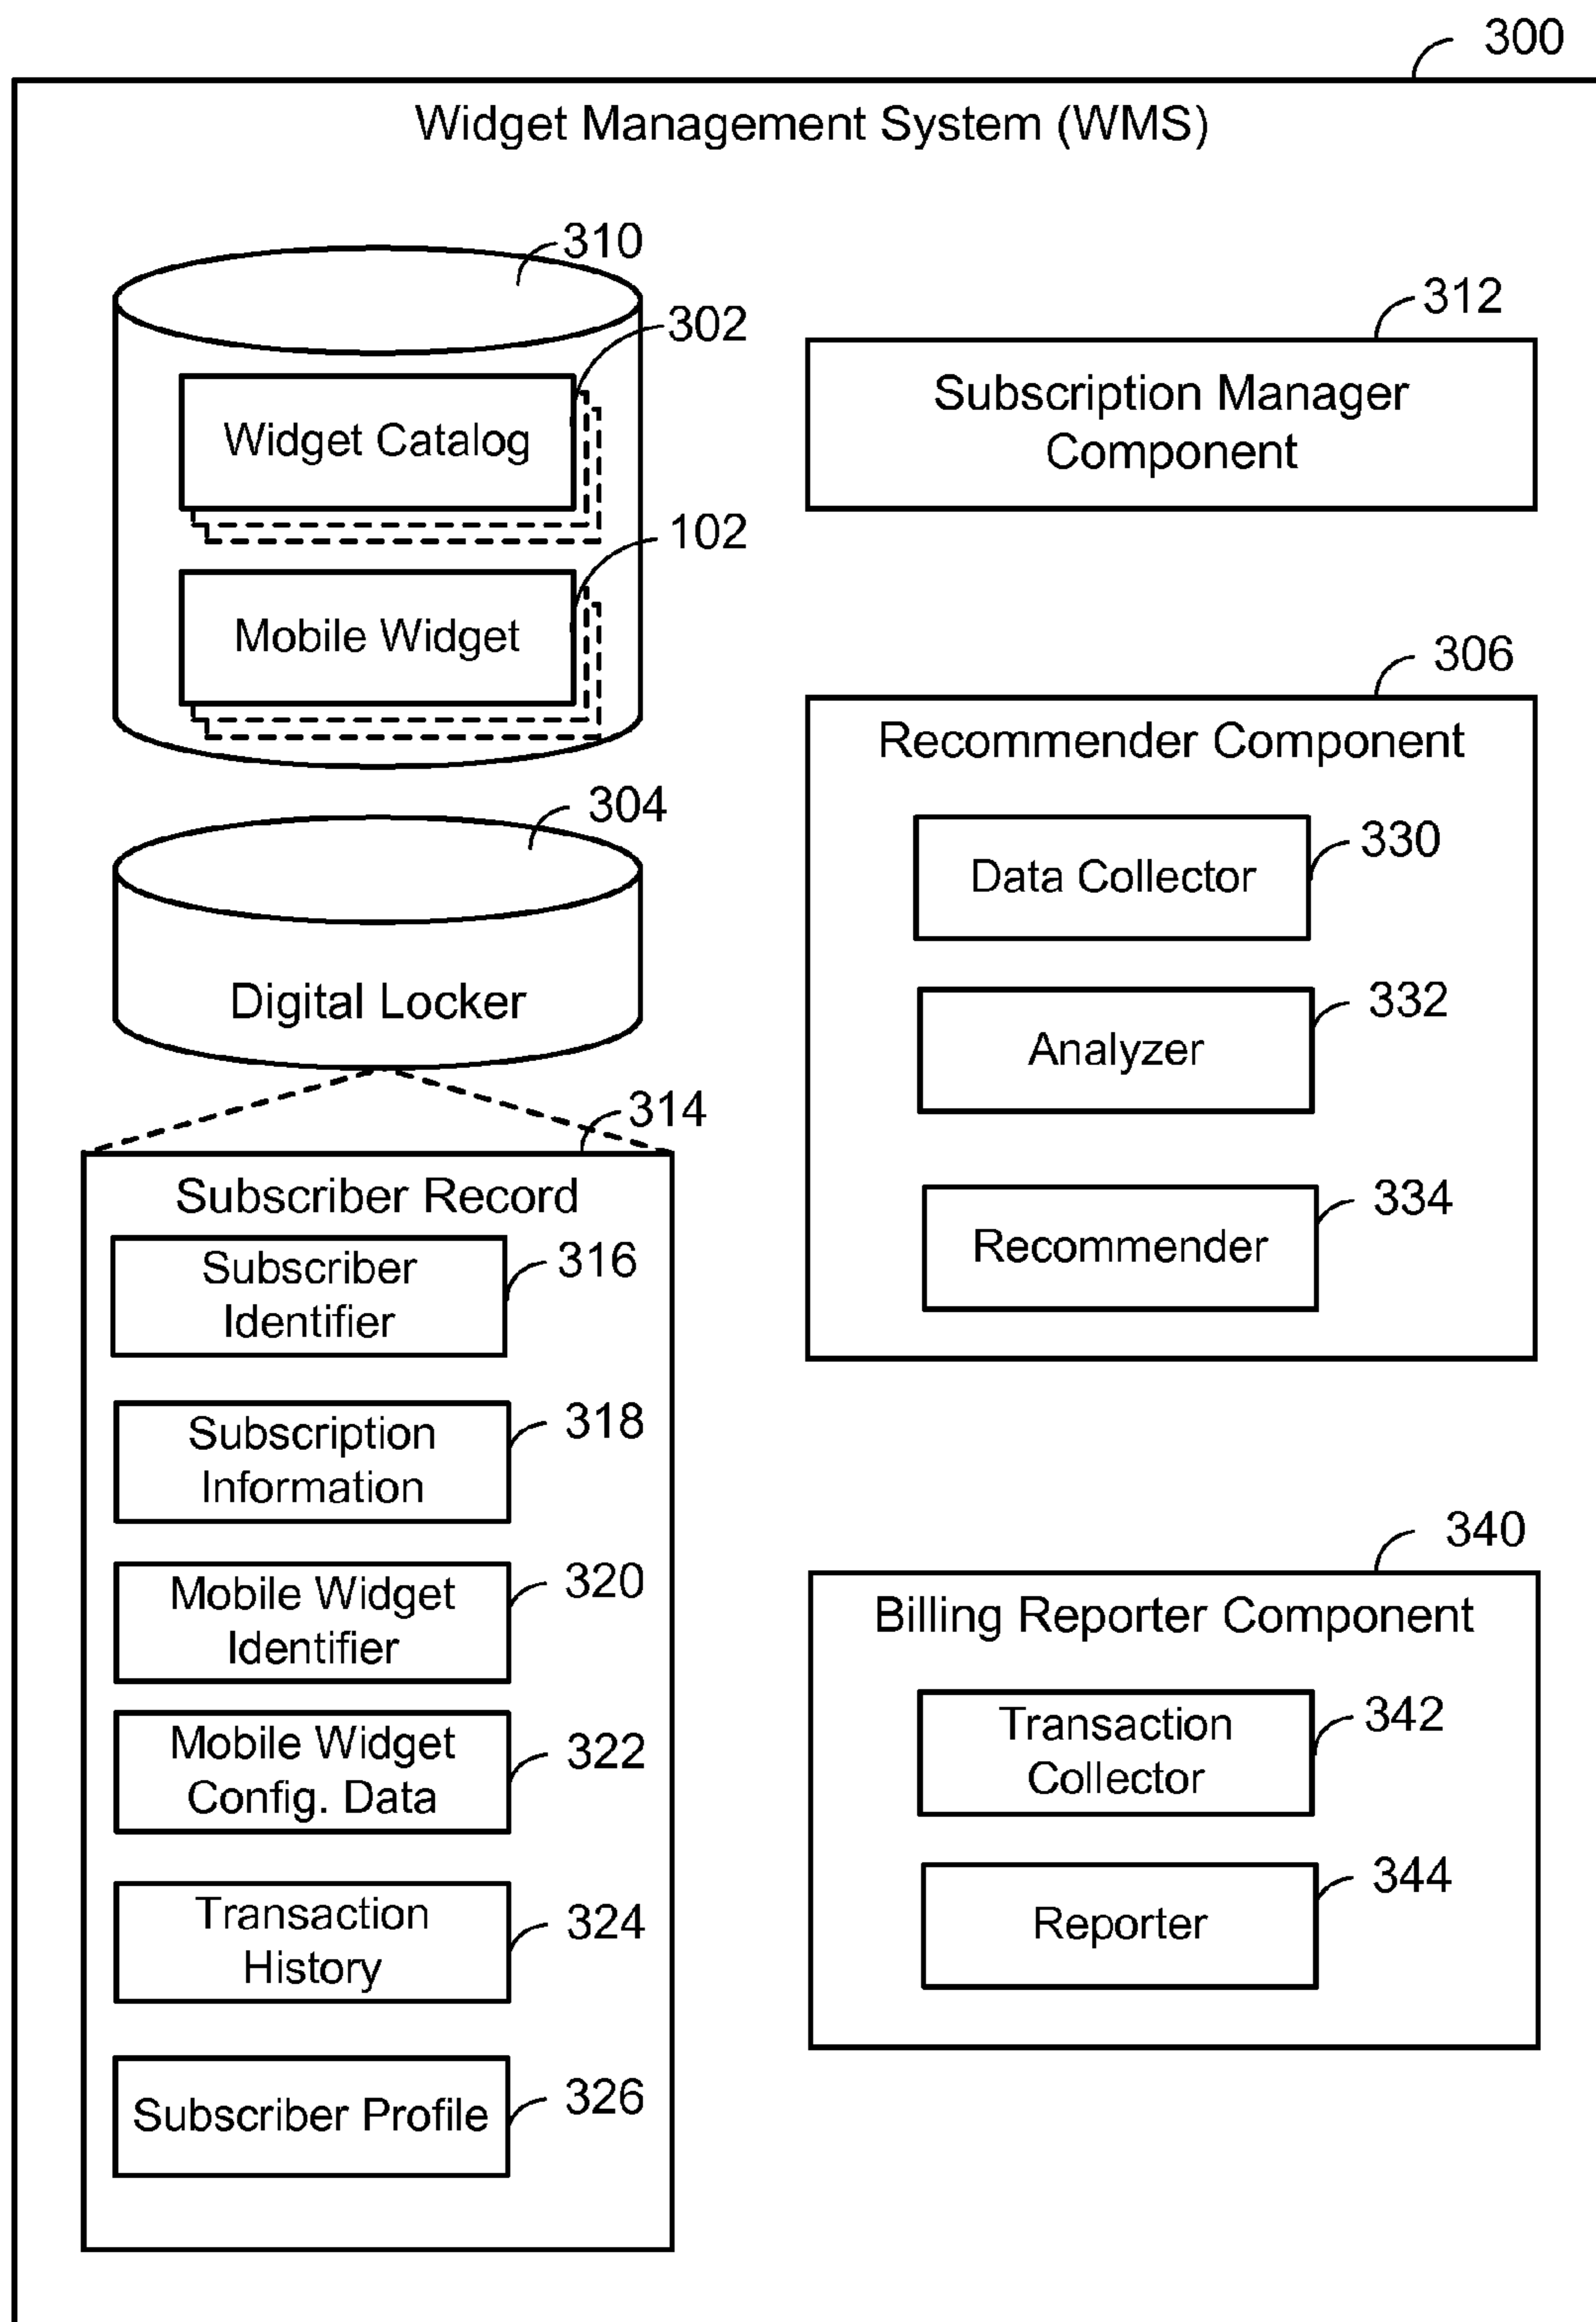 300
Widget Management System (WMS)
310
302
Widget Catalog
102
Mobile Widget
304
Digital Locker
314
Subscriber Record
Subscriber
Identifier
316
Subscription
Information
318
Mobile Widget
Identifier
320
Mobile Widget
Config. Data
322
Transaction
History
324
Subscriber Profile
326
312
Subscription Manager
Component
306
Recommender Component
Data Collector
330
Analyzer
332
Recommender
334
340
Billing Reporter Component
Transaction
Collector
342
Reporter
344